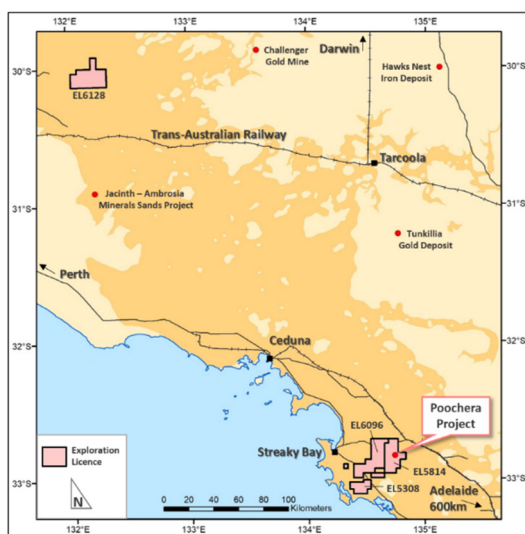 132°E
133°E
134°E
135°E
30°S
Challenger
Gold Mine
Darwin
Hawks Nest
Iron Deposit
30°S
EL6128
Trans-Australian Railway
Tarcoola
Jacinth – Ambrosia
Minerals Sands Project
31°S
31°S
Tunkillia
Gold Deposit
Perth
32°S
32°S
Ceduna
Poochera
Project
EL6096
Streaky Bay
EL5814
Exploration
Licence
EL5308
33°S
33°S
Adelaide
600km
N
0 20 40 60 80 100
Kilometers
132°E
133°E
134°E
135°E